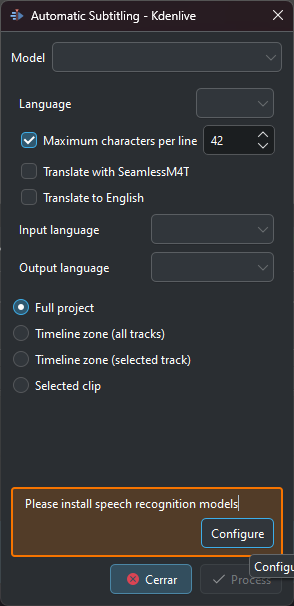 Automatic Subtitling - Kdenlive
Model
Language
Maximum characters per line 42
Translate with SeamlessM4T
Translate to English
Input language
Output language
Full project
Timeline zone (all tracks)
Timeline zone (selected track)
Selected clip
Please install speech recognition models
Configure
Configu
Cerrar Process